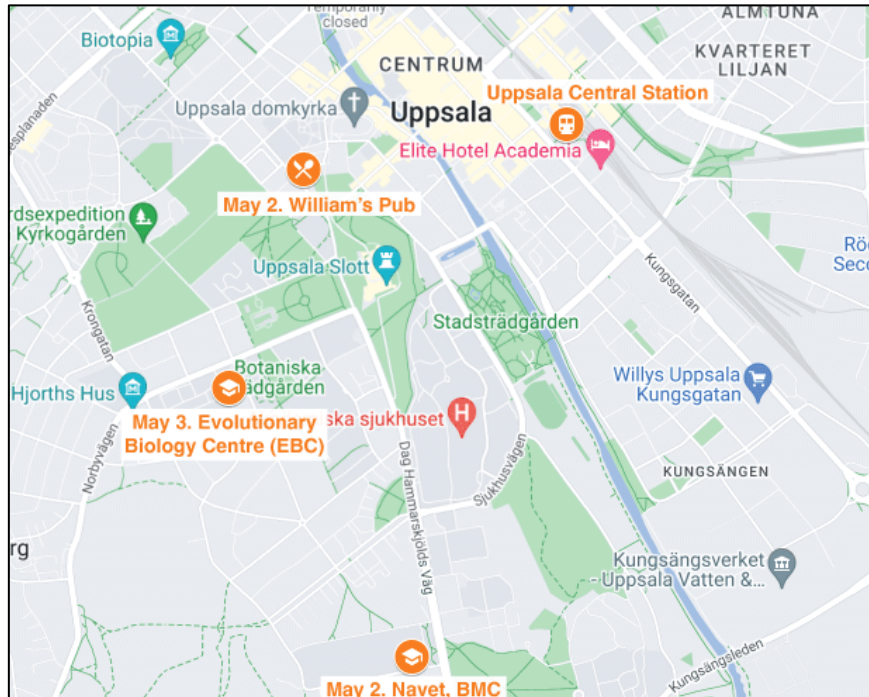 Temporarily
closed
ALMTUNA
Biotopia
CENTRUM
KVARTERET
LILJAN
esplanaden
Uppsala domkyrka
Uppsala
Uppsala Central Station
Elite Hotel Academia
May 2. William's Pub
rdsexpedition
Kyrkogården
Uppsala Slott
Kungsgatan
Röd
Seco
Krongatan
Stadsträdgården
Botaniska
ädgården
Hjorths Hus
Willys Uppsala
Kungsgatan
May 3. Evolutionary
Biology Centre (EBC)
ska sjukhuset
H
Norbyvägen
Dag Hammarskjölds Väg
Sjukhusvägen
KUNGSÄNGEN
rg
Kungsängsverket
- Uppsala Vatten &...
Kungsängsleden
May 2. Navet, BMC